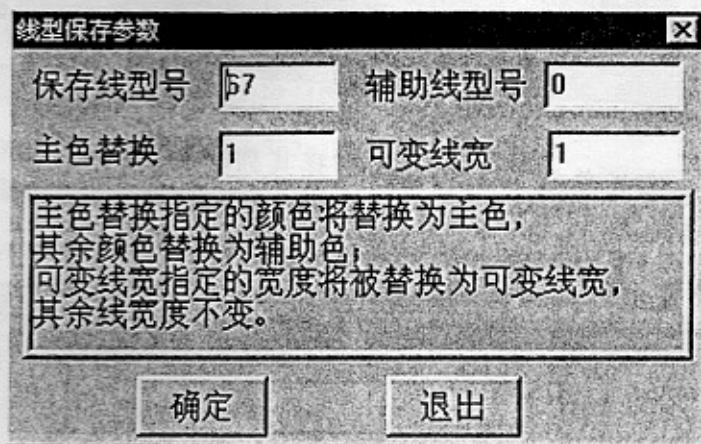 线型保存参数
保存线型号 67 辅助线型号 0
主色替换 1 可变线宽 1
主色替换指定的颜色将替换为主色，
其余颜色替换为辅助色；
可变线宽指定的宽度将被替换为可变线宽，
其余线宽度不变。
确定 退出